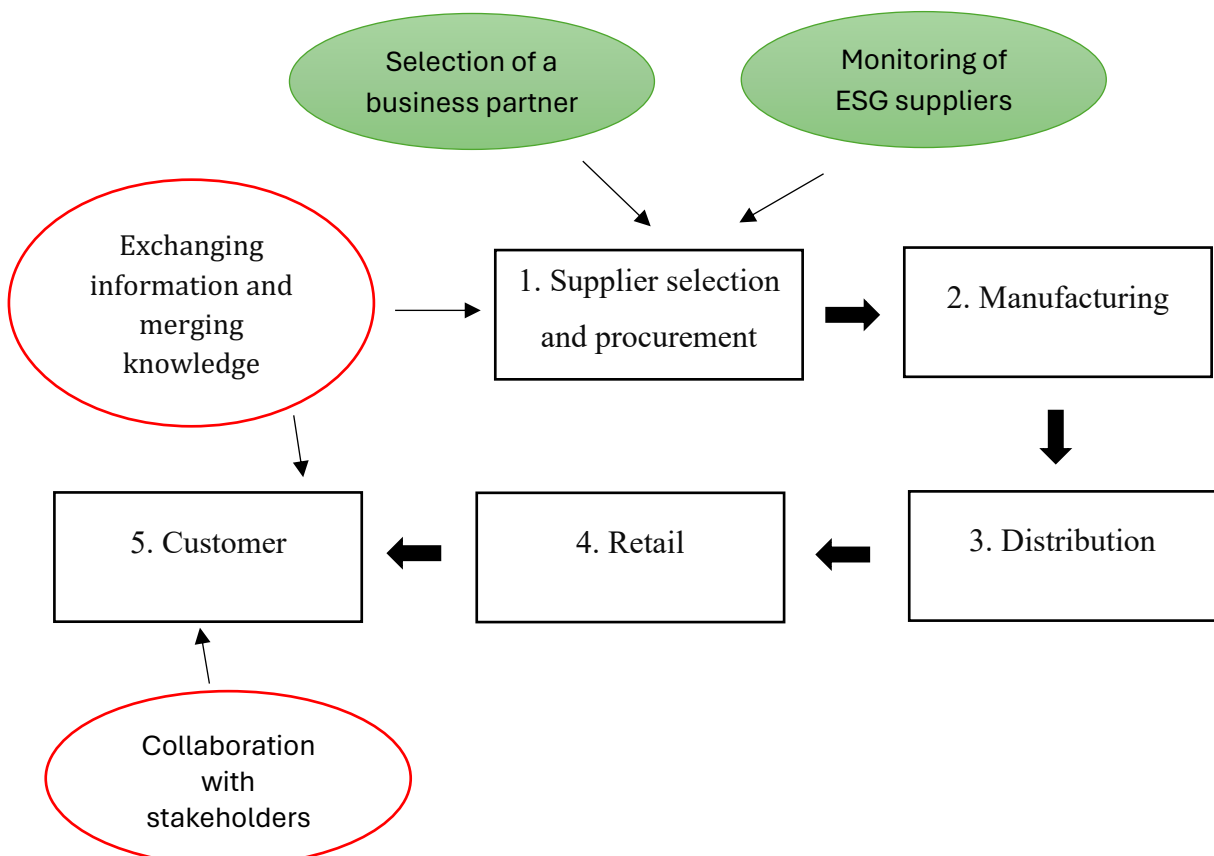 Selection of a
business partner
Monitoring of
ESG suppliers
Exchanging
information and
merging
knowledge
1. Supplier selection
and procurement
2. Manufacturing
5. Customer
4. Retail
3. Distribution
Collaboration
with
stakeholders